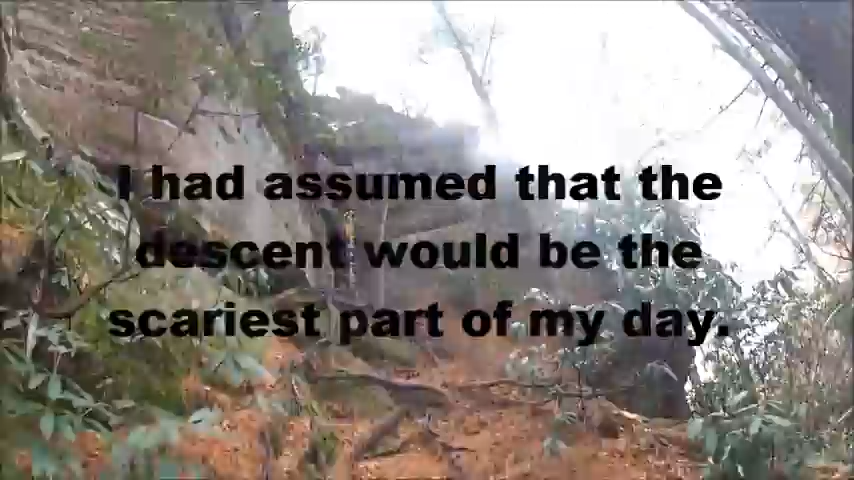 I had assumed that the
descent would be the
scariest part of my day.